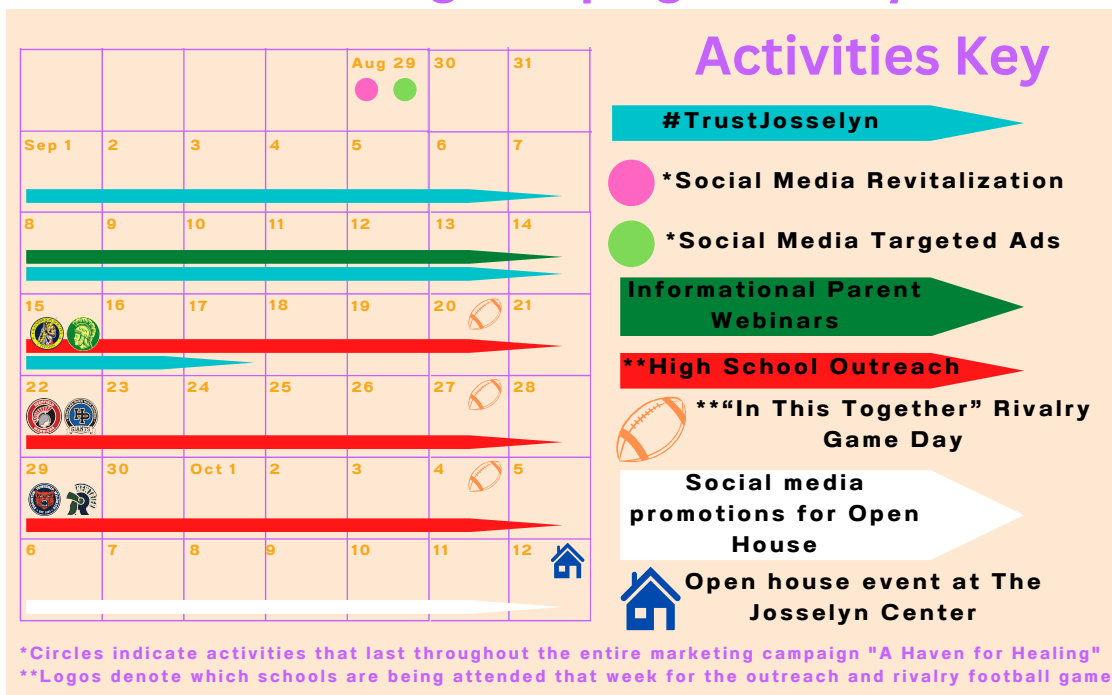 Activities Key
Aug 29 30 31
Sep 1 2 3 4 5 6 7
8 9 10 11 12 13 14
15 16 17 18 19 20 21
22 23 24 25 26 27 28
HP
GIANTS
29 30 Oct 1 2 3 4 5
6 7 8 9 10 11 12
#TrustJosselyn
*Social Media Revitalization
*Social Media Targeted Ads
Informational Parent
Webinars
**High School Outreach
**“In This Together” Rivalry
Game Day
Social media
promotions for Open
House
Open house event at The
Josselyn Center
*Circles indicate activities that last throughout the entire marketing campaign "A Haven for Healing"
**Logos denote which schools are being attended that week for the outreach and rivalry football game